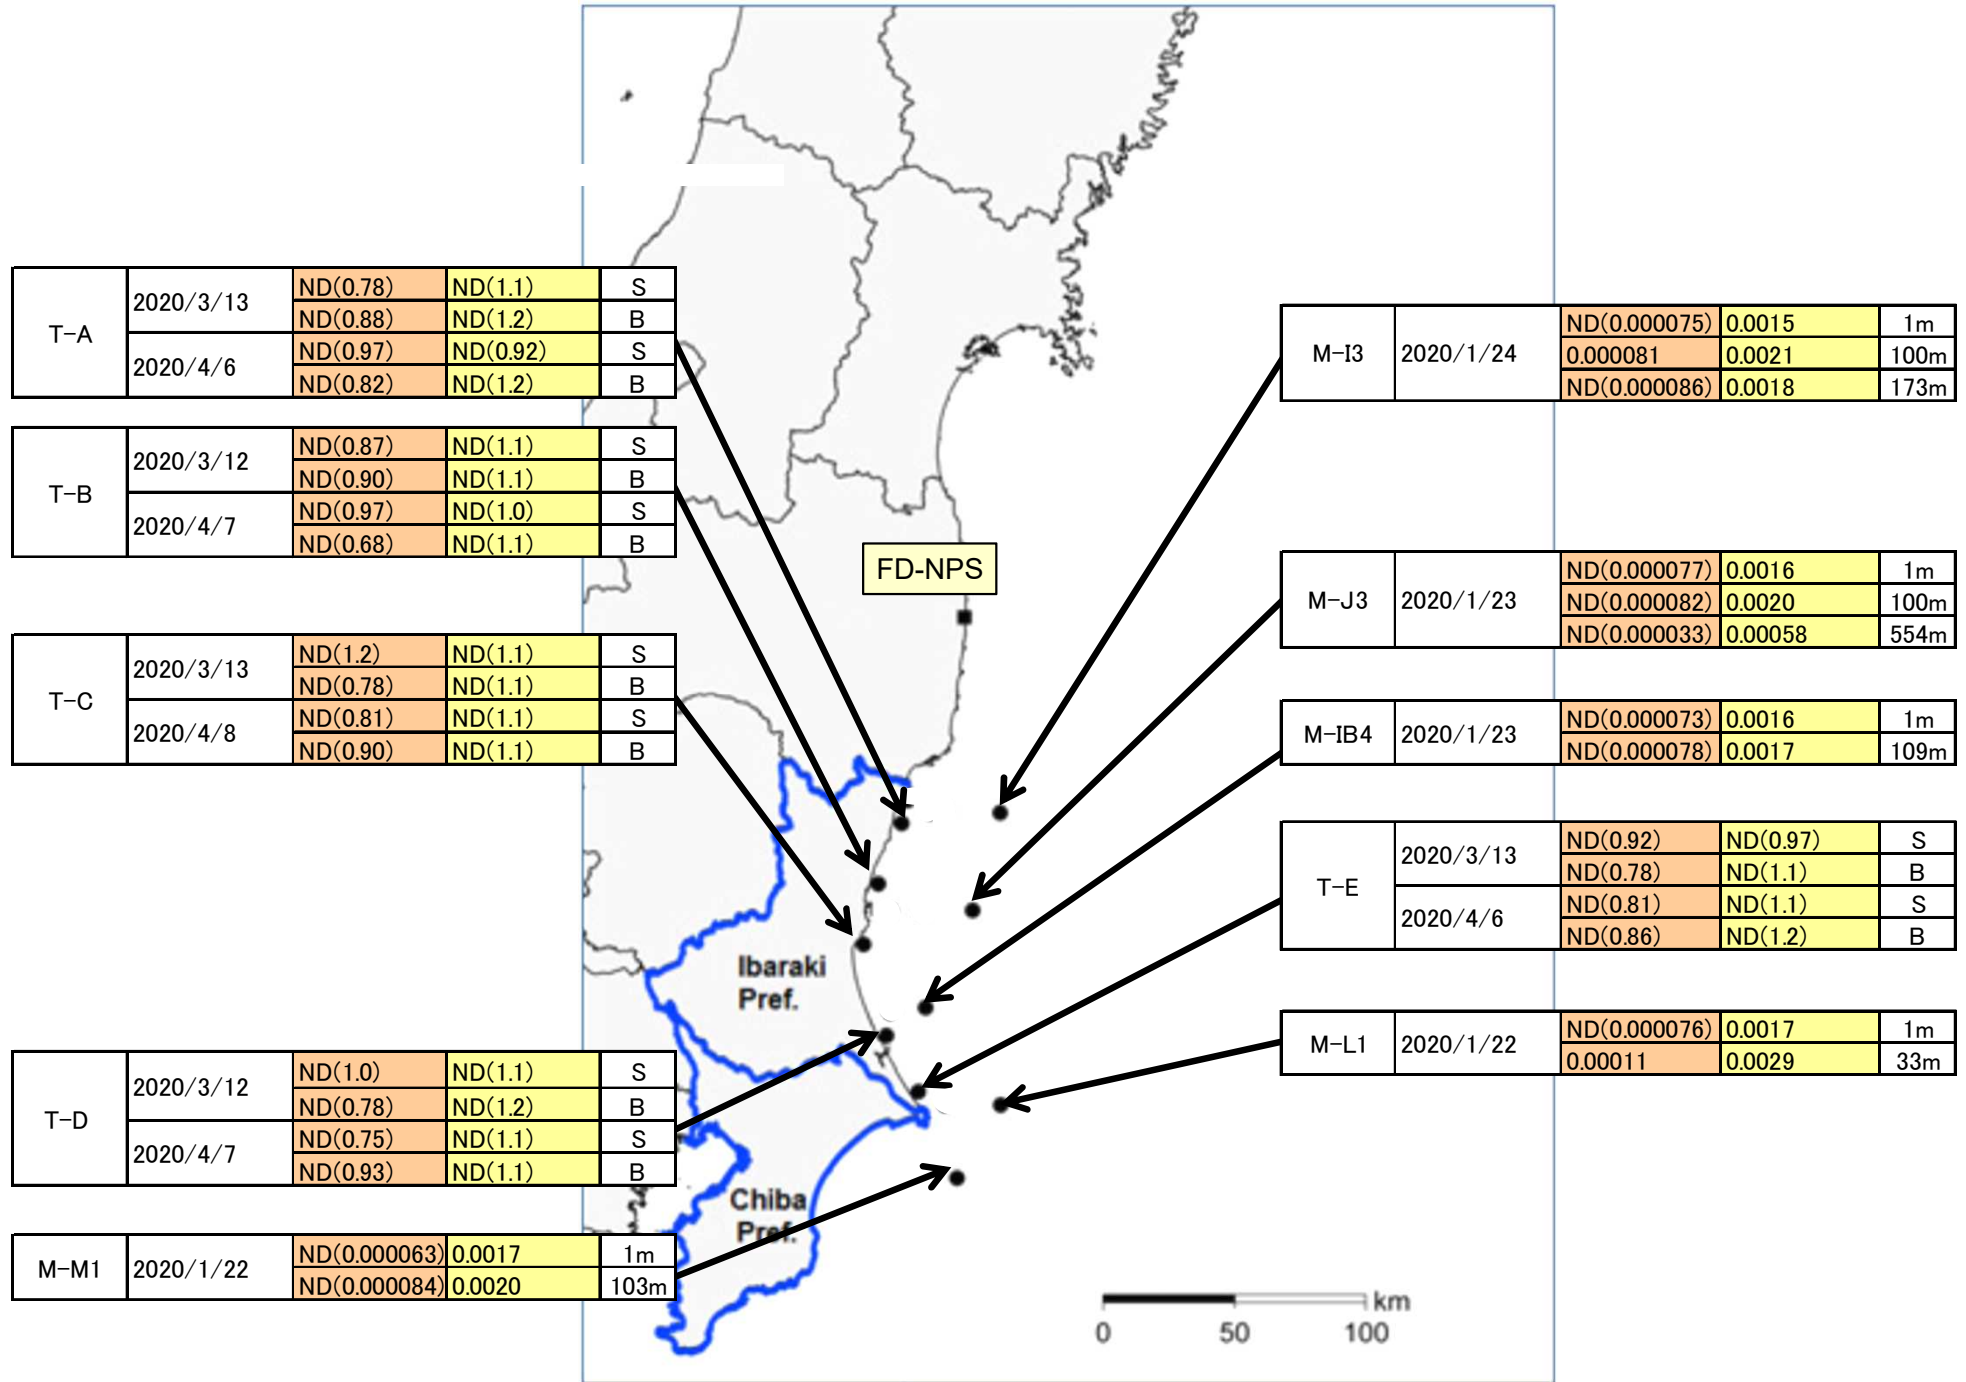 T-A 2020/3/13 ND(0.78) ND(1.1) S
ND(0.88) ND(1.2) B
2020/4/6 ND(0.97) ND(0.92) S
ND(0.82) ND(1.2) B
T-B 2020/3/12 ND(0.87) ND(1.1) S
ND(0.90) ND(1.1) B
2020/4/7 ND(0.97) ND(1.0) S
ND(0.68) ND(1.1) B
T-C 2020/3/13 ND(1.2) ND(1.1) S
ND(0.78) ND(1.1) B
2020/4/8 ND(0.81) ND(1.1) S
ND(0.90) ND(1.1) B
T-D 2020/3/12 ND(1.0) ND(1.1) S
ND(0.78) ND(1.2) B
2020/4/7 ND(0.75) ND(1.1) S
ND(0.93) ND(1.1) B
M-M1 2020/1/22 ND(0.000063) 0.0017 1m
ND(0.000084) 0.0020 103m
FD-NPS
Ibaraki
Pref.
Chiba
Pref.
M-I3 2020/1/24 ND(0.000075) 0.0015 1m
0.000081 0.0021 100m
ND(0.000086) 0.0018 173m
M-J3 2020/1/23 ND(0.000077) 0.0016 1m
ND(0.000082) 0.0020 100m
ND(0.000033) 0.00058 554m
M-IB4 2020/1/23 ND(0.000073) 0.0016 1m
ND(0.000078) 0.0017 109m
T-E 2020/3/13 ND(0.92) ND(0.97) S
ND(0.78) ND(1.1) B
2020/4/6 ND(0.81) ND(1.1) S
ND(0.86) ND(1.2) B
M-L1 2020/1/22 ND(0.000076) 0.0017 1m
0.00011 0.0029 33m
km
0 50 100